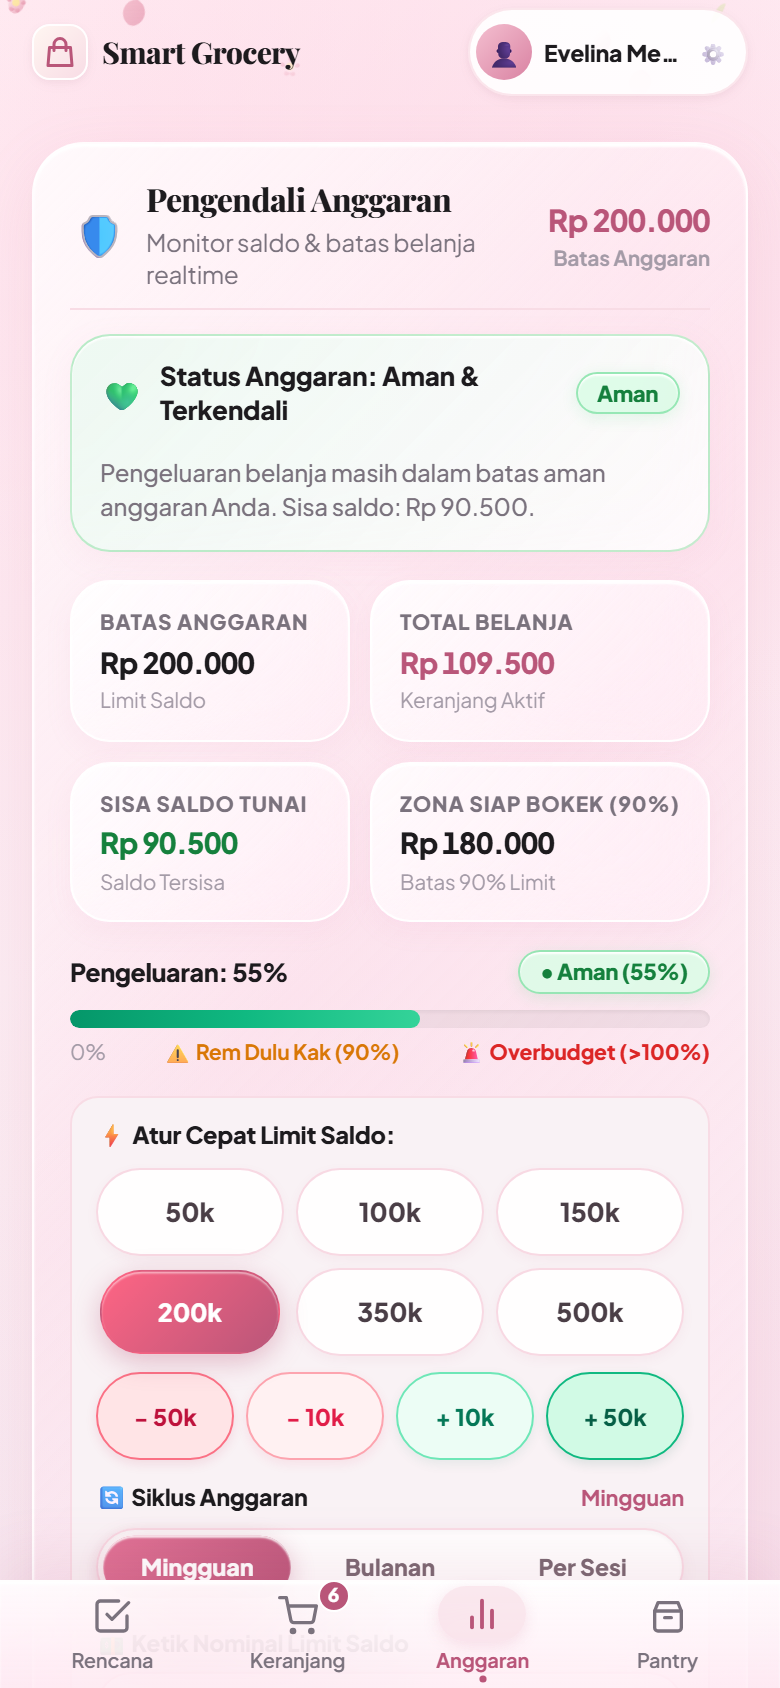 Smart Grocery
Evelina Me...
Pengendali Anggaran
Monitor saldo & batas belanja
realtime
Rp 200.000
Batas Anggaran
Status Anggaran: Aman &
Terkendali
Aman
Pengeluaran belanja masih dalam batas aman
anggaran Anda. Sisa saldo: Rp 90.500.
BATAS ANGGARAN
Rp 200.000
Limit Saldo
TOTAL BELANJA
Rp 109.500
Keranjang Aktif
SISA SALDO TUNAI
Rp 90.500
Saldo Tersisa
ZONA SIAP BOKEK (90%)
Rp 180.000
Batas 90% Limit
Pengeluaran: 55%
● Aman (55%)
0%
Rem Dulu Kak (90%)
Overbudget (>100%)
Atur Cepat Limit Saldo:
50k
100k
150k
200k
350k
500k
- 50k
- 10k
+ 10k
+ 50k
Siklus Anggaran
Mingguan
Mingguan
Bulanan
Per Sesi
Ketik Nominal Limit Saldo
Rencana
6
Keranjang
Anggaran
Pantry